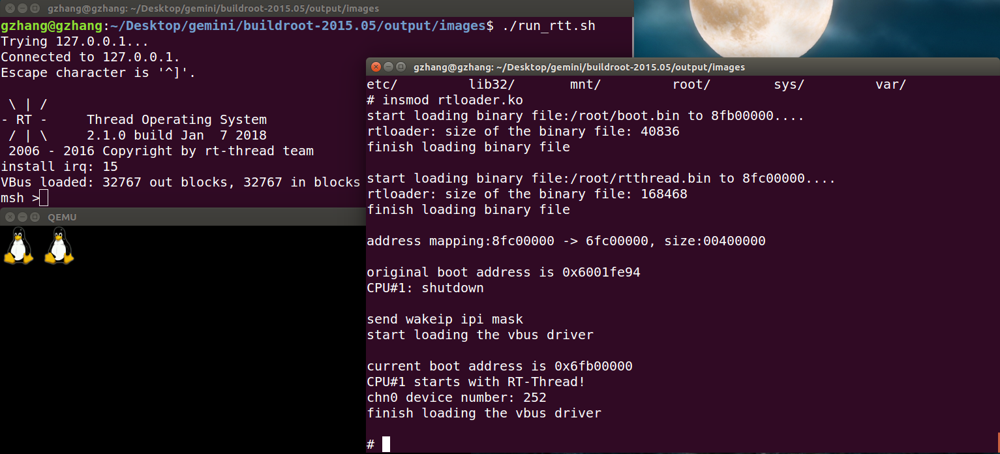 gzhang@gzhang: ~/Desktop/gemini/buildroot-2015.05/output/images
gzhang@gzhang:~/Desktop/gemini/buildroot-2015.05/output/images$ ./run_rtt.sh
Trying 127.0.0.1...
Connected to 127.0.0.1.
Escape character is '^]'.

 \ | /
- RT -     Thread Operating System
 / | \     2.1.0 build Jan  7 2018
 2006 - 2016 Copyright by rt-thread team
install irq: 15
VBus loaded: 32767 out blocks, 32767 in blocks
msh >
QEMU
gzhang@gzhang: ~/Desktop/gemini/buildroot-2015.05/output/images
etc/         lib32/       mnt/         root/        sys/         var/
# insmod rtloader.ko
start loading binary file:/root/boot.bin to 8fb00000....
rtloader: size of the binary file: 40836
finish loading binary file

start loading binary file:/root/rtthread.bin to 8fc00000....
rtloader: size of the binary file: 168468
finish loading binary file

address mapping:8fc00000 -> 6fc00000, size:00400000

original boot address is 0x6001fe94
CPU#1: shutdown

send wakeip ipi mask
start loading the vbus driver

current boot address is 0x6fb00000
CPU#1 starts with RT-Thread!
chn0 device number: 252
finish loading the vbus driver

#